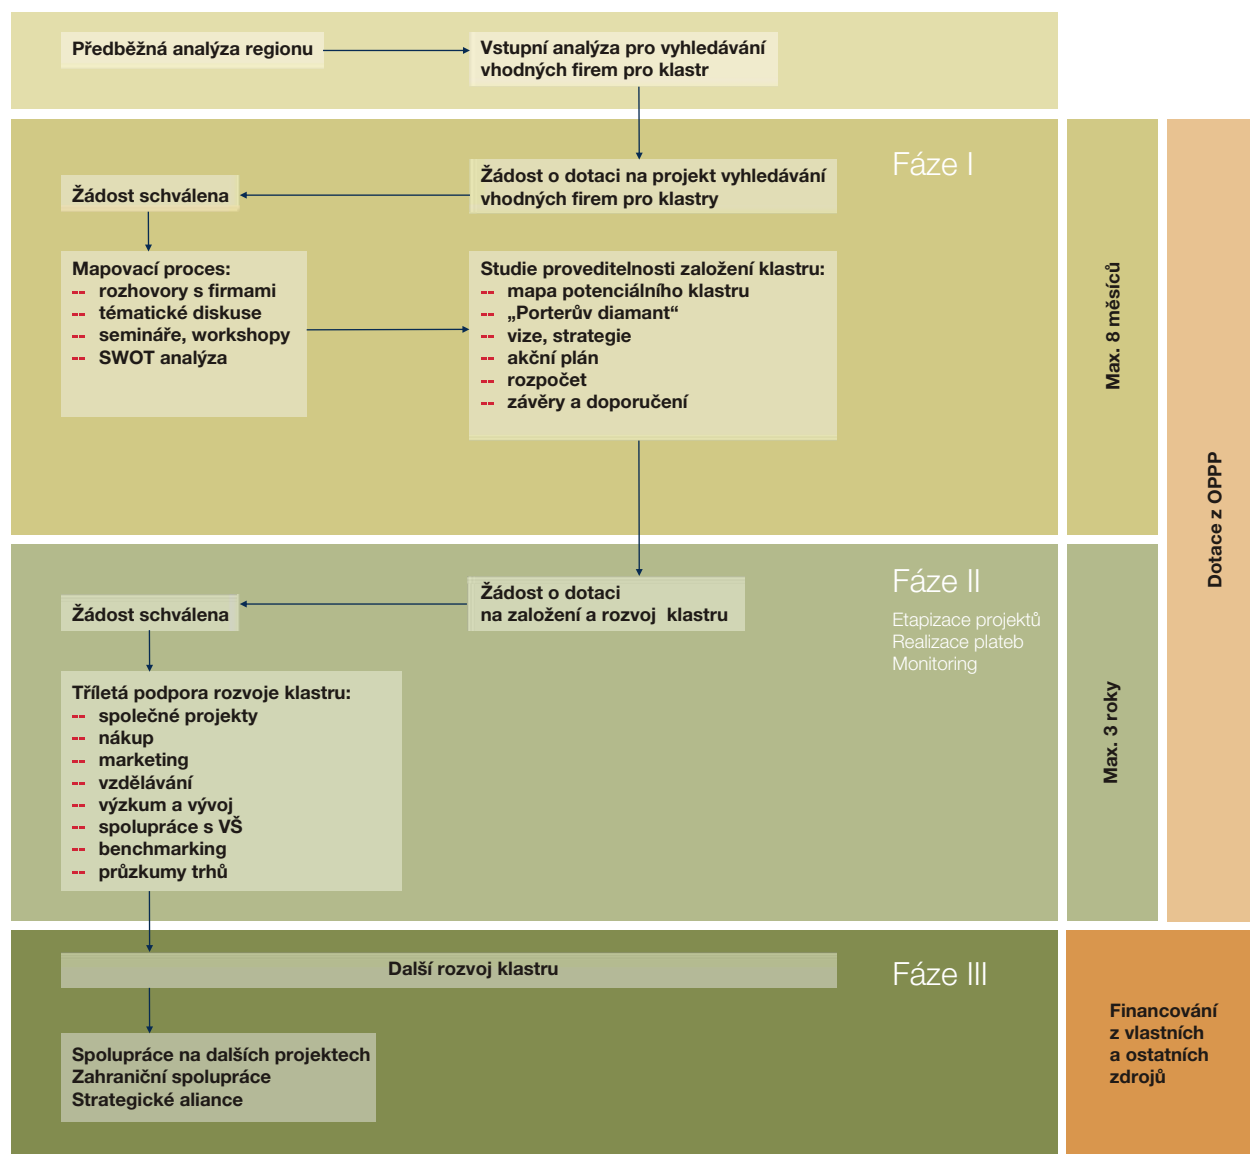 Předběžná analýza regionu
Vstupní analýza pro vyhledávání
vhodných firem pro klastr
Fáze I
Žádost o dotaci na projekt vyhledávání
vhodných firem pro klastry
Žádost schválena
Mapovací proces:
-- rozhovory s firmami
-- tématické diskuse
-- semináře, workshopy
-- SWOT analýza
Studie proveditelnosti založení klastru:
-- mapa potenciálního klastru
-- „Porterův diamant“
-- vize, strategie
-- akční plán
-- rozpočet
-- závěry a doporučení
Max. 8 měsíců
Dotace z OPPP
Fáze II
Etapizace projektů
Realizace plateb
Monitoring
Žádost o dotaci
na založení a rozvoj klastru
Žádost schválena
Tříletá podpora rozvoje klastru:
-- společné projekty
-- nákup
-- marketing
-- vzdělávání
-- výzkum a vývoj
-- spolupráce s VŠ
-- benchmarking
-- průzkumy trhů
Max. 3 roky
Další rozvoj klastru
Fáze III
Spolupráce na dalších projektech
Zahraniční spolupráce
Strategické aliance
Financování
z vlastních
a ostatních
zdrojů